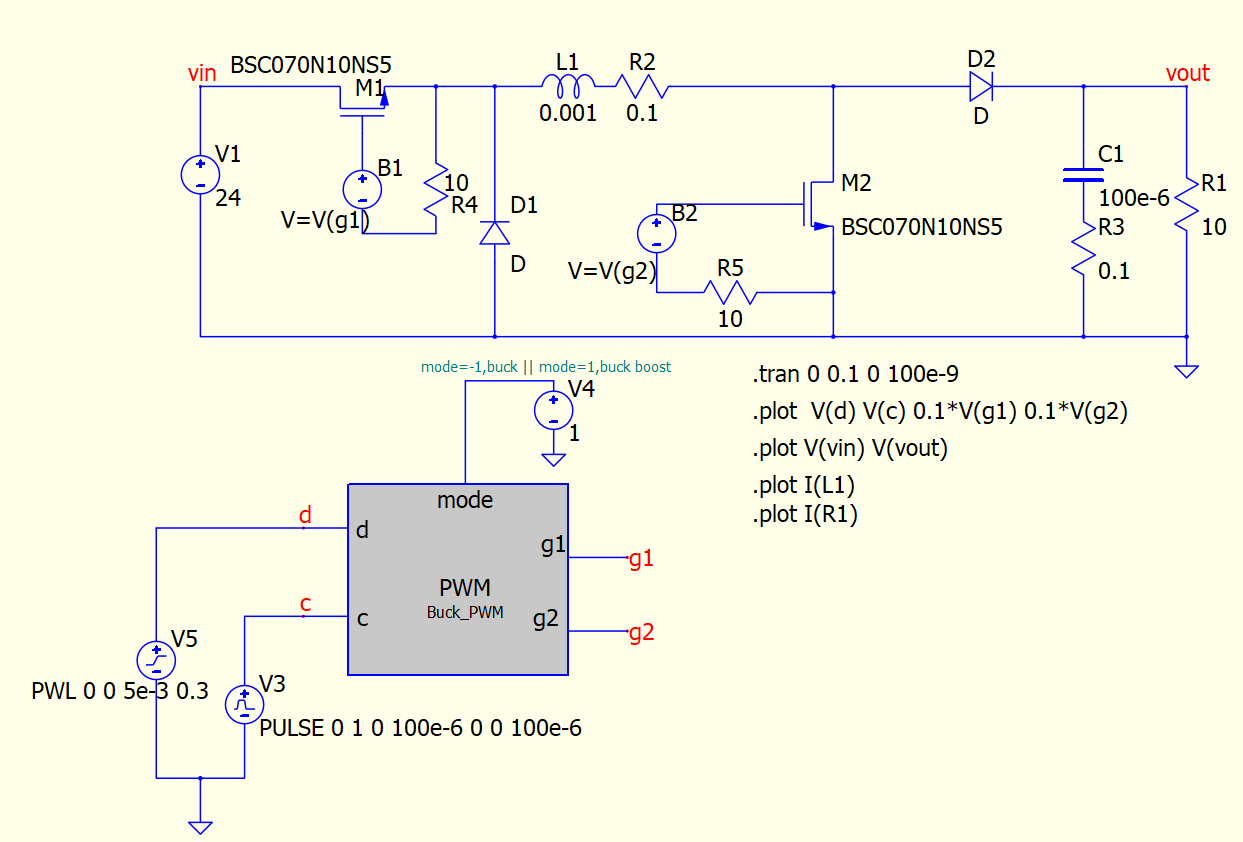 vin
BSC070N10NS5
M1
L1
0.001
R2
0.1
D2
D
vout
V1
24
B1
V=V(g1)
10
R4
D1
D
B2
V=V(g2)
R5
10
M2
BSC070N10NS5
C1
100e-6
R3
0.1
R1
10
mode=-1,buck || mode=1,buck boost
V4
1
.tran 0 0.1 0 100e-9
.plot  V(d) V(c) 0.1*V(g1) 0.1*V(g2)
.plot V(vin) V(vout)
.plot I(L1)
.plot I(R1)
mode
d
d
g1
g1
PWM
Buck_PWM
c
c
g2
g2
V5
PWL 0 0 5e-3 0.3
V3
PULSE 0 1 0 100e-6 0 0 100e-6